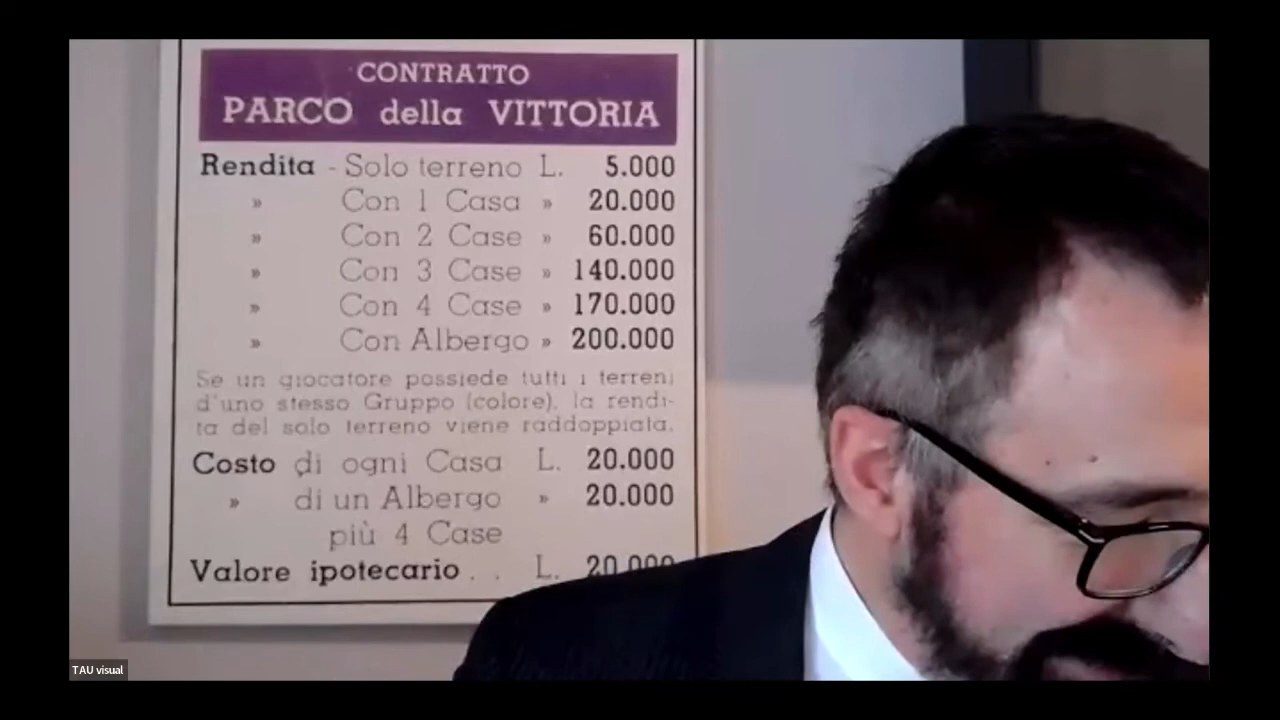 CONTRATTO
PARCO della VITTORIA
Rendita - Solo terreno L. 5.000
» Con 1 Casa » 20.000
» Con 2 Case » 60.000
» Con 3 Case » 140.000
» Con 4 Case » 170.000
» Con Albergo » 200.000
Se un giocatore possiede tutti i terreni
d'uno stesso Gruppo (colore), la rendi-
ta del solo terreno viene raddoppiata.
Costo di ogni Casa L. 20.000
» di un Albergo » 20.000
più 4 Case
Valore ipotecario . . L. 20.000
TAU visual